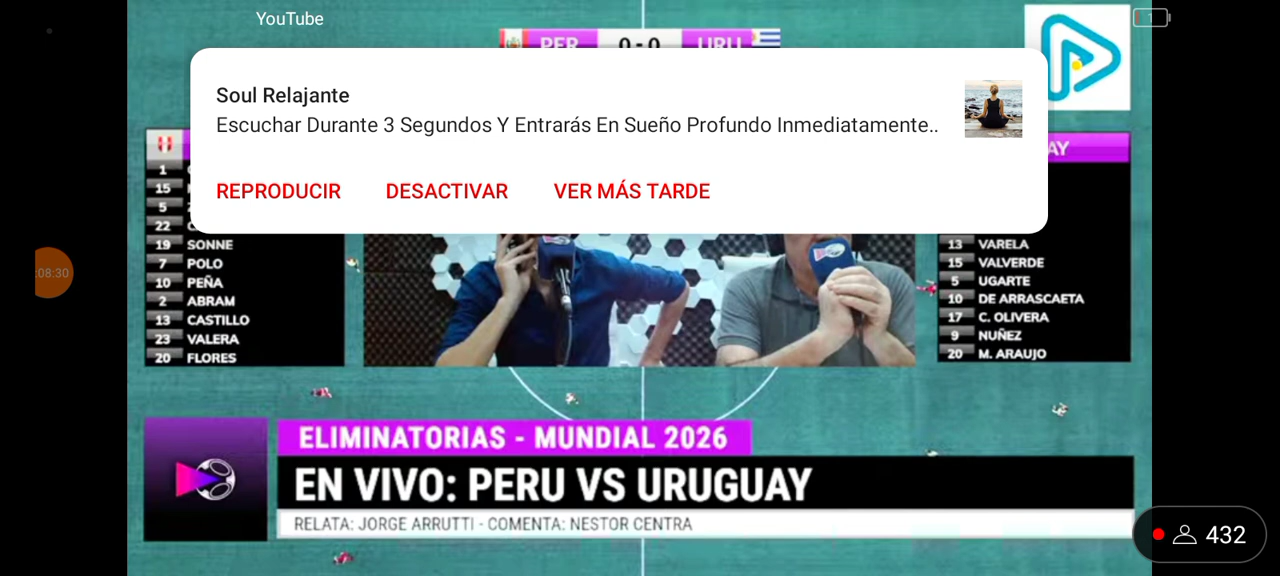 YouTube
1
PER 0-0 URU
Soul Relajante
Escuchar Durante 3 Segundos Y Entrarás En Sueño Profundo Inmediatamente..
REPRODUCIR DESACTIVAR VER MÁS TARDE
AY
1
15
5
22
19 SONNE
7 POLO
10 PEÑA
2 ABRAM
13 CASTILLO
23 VALERA
20 FLORES
13 VARELA
15 VALVERDE
5 UGARTE
10 DE ARRASCAETA
17 C. OLIVERA
9 NUÑEZ
20 M. ARAUJO
:08:30
ELIMINATORIAS - MUNDIAL 2026
EN VIVO: PERU VS URUGUAY
RELATA: JORGE ARRUTTI - COMENTA: NESTOR CENTRA
432